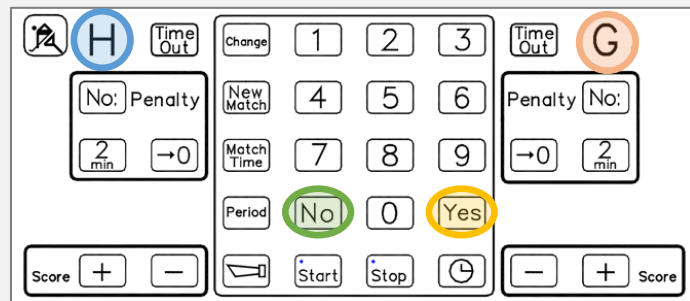 H Time Out Change 1 2 3 Time Out G
No: Penalty New Match 4 5 6 Penalty No:
2 min →0 Match Time 7 8 9 →0 2 min
Period No 0 Yes
Score + − Start Stop − + Score